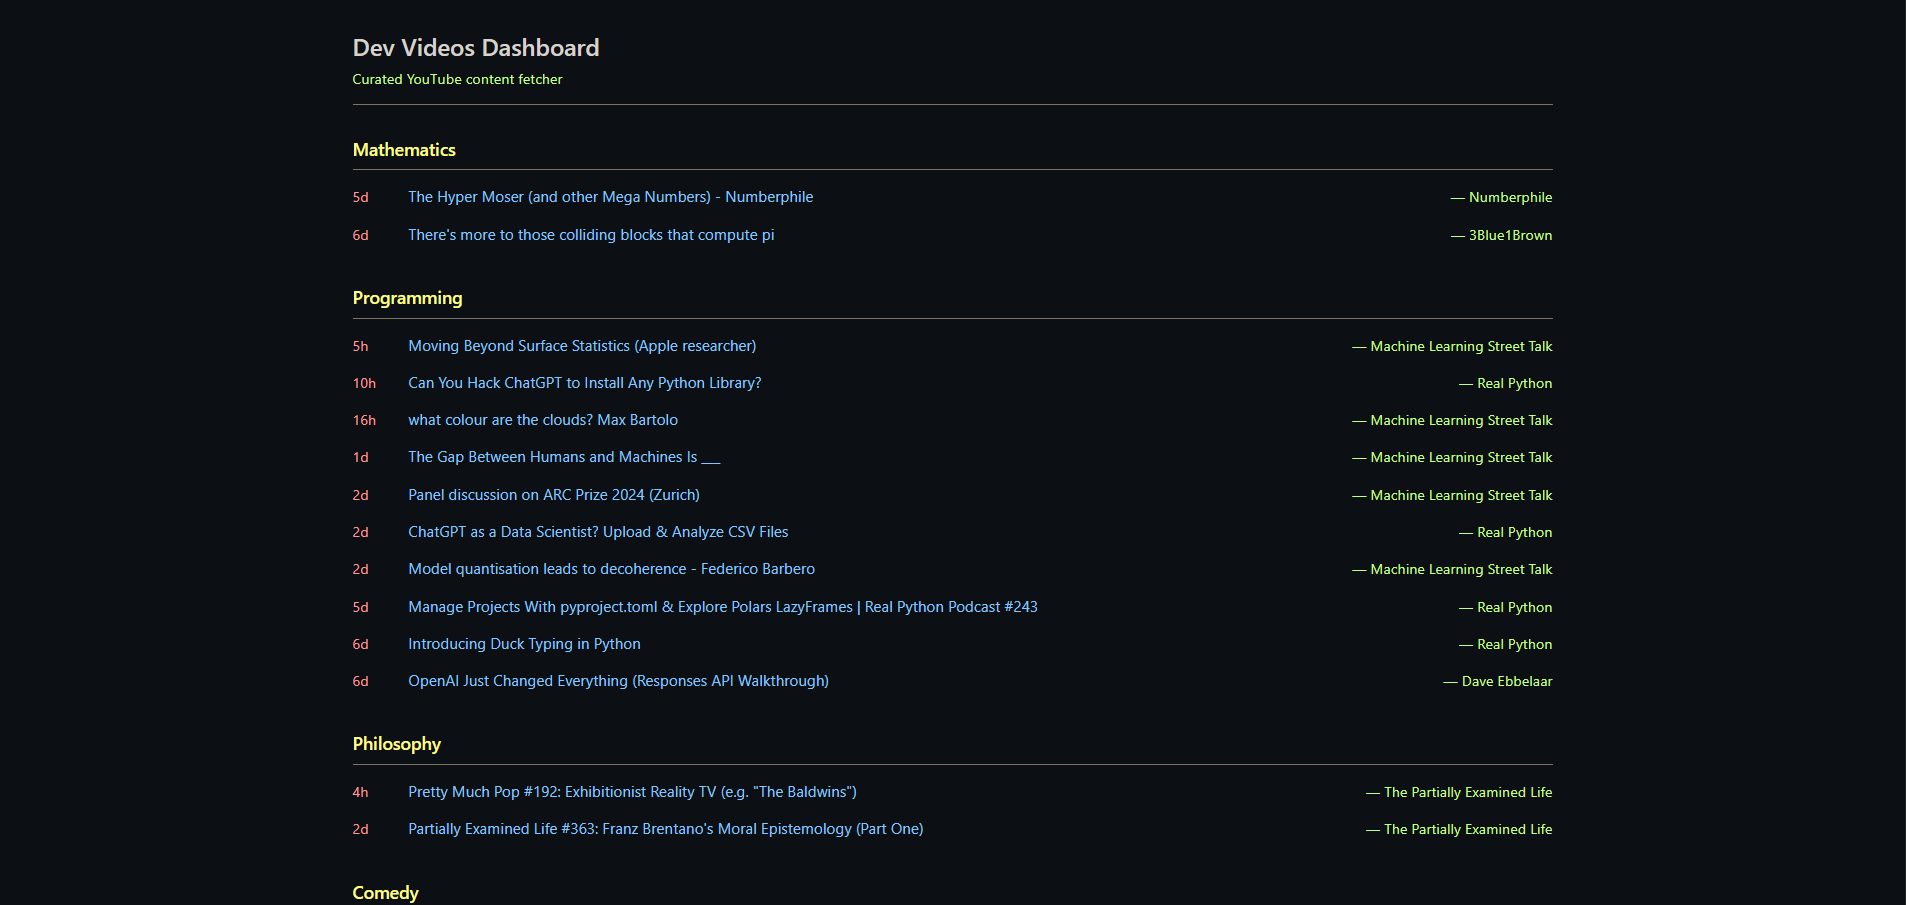 Dev Videos Dashboard
Curated YouTube content fetcher
Mathematics
5d The Hyper Moser (and other Mega Numbers) - Numberphile — Numberphile
6d There's more to those colliding blocks that compute pi — 3Blue1Brown
Programming
5h Moving Beyond Surface Statistics (Apple researcher) — Machine Learning Street Talk
10h Can You Hack ChatGPT to Install Any Python Library? — Real Python
16h what colour are the clouds? Max Bartolo — Machine Learning Street Talk
1d The Gap Between Humans and Machines Is ___ — Machine Learning Street Talk
2d Panel discussion on ARC Prize 2024 (Zurich) — Machine Learning Street Talk
2d ChatGPT as a Data Scientist? Upload & Analyze CSV Files — Real Python
2d Model quantisation leads to decoherence - Federico Barbero — Machine Learning Street Talk
5d Manage Projects With pyproject.toml & Explore Polars LazyFrames | Real Python Podcast #243 — Real Python
6d Introducing Duck Typing in Python — Real Python
6d OpenAI Just Changed Everything (Responses API Walkthrough) — Dave Ebbelaar
Philosophy
4h Pretty Much Pop #192: Exhibitionist Reality TV (e.g. "The Baldwins") — The Partially Examined Life
2d Partially Examined Life #363: Franz Brentano's Moral Epistemology (Part One) — The Partially Examined Life
Comedy